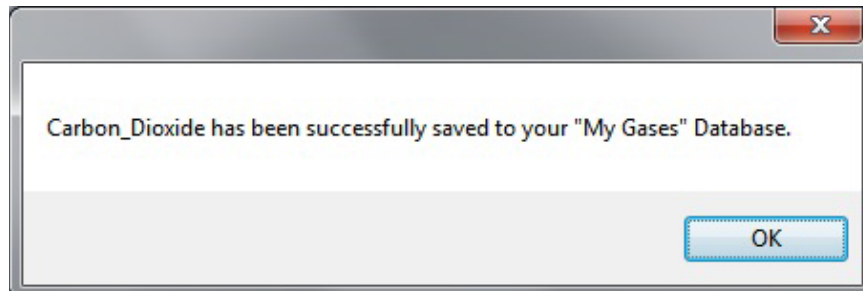 Carbon_Dioxide has been successfully saved to your "My Gases" Database.
OK